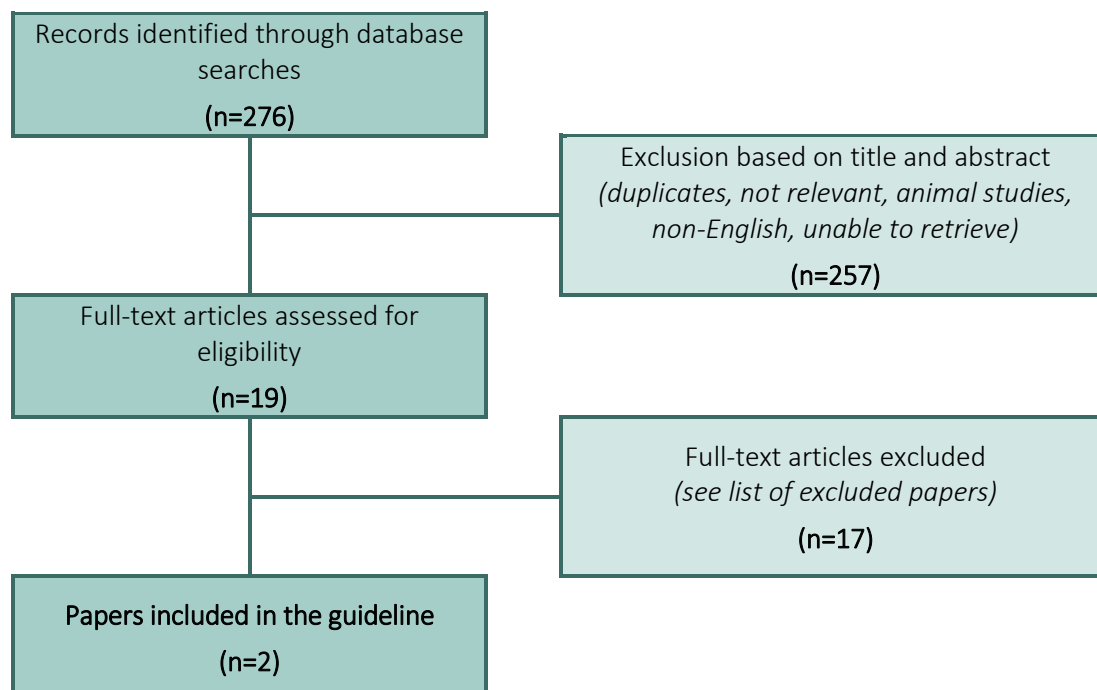 Records identified through database
searches
(n=276)
Exclusion based on title and abstract
(duplicates, not relevant, animal studies,
non-English, unable to retrieve)
(n=257)
Full-text articles assessed for
eligibility
(n=19)
Full-text articles excluded
(see list of excluded papers)
(n=17)
Papers included in the guideline
(n=2)